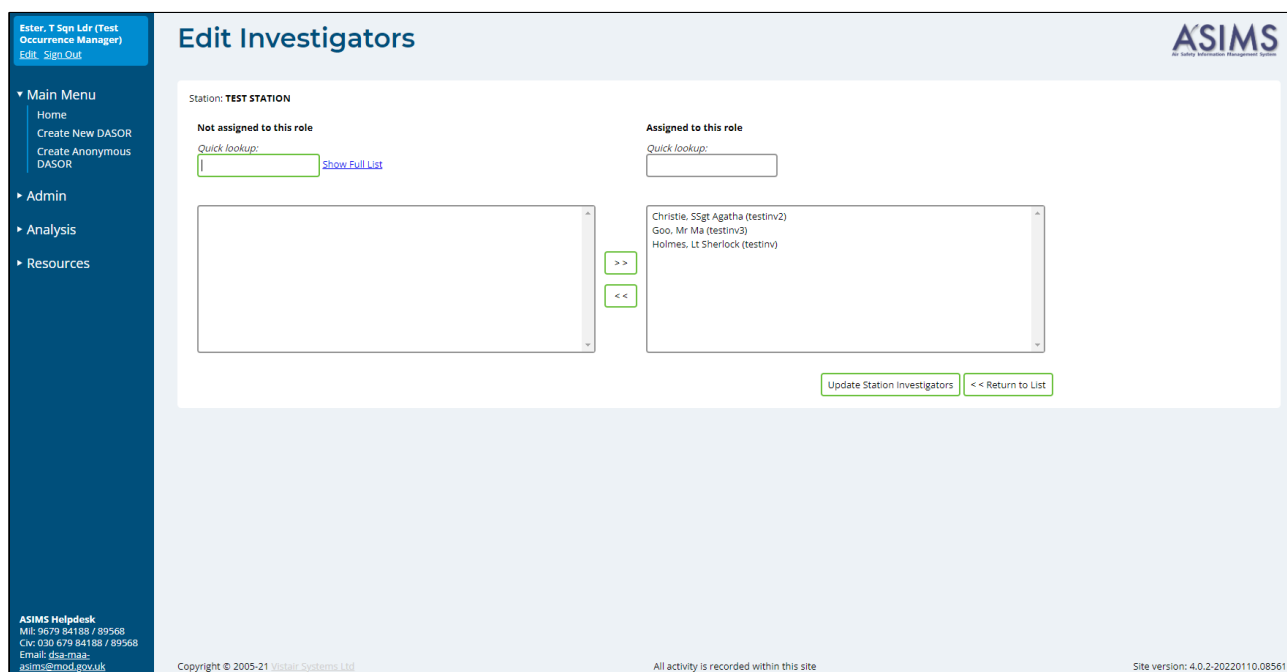 Ester, T Sqn Ldr (Test
Occurrence Manager)
Edit Sign Out
Edit Investigators
ASIMS
Air Safety Information Management System
Main Menu
Home
Create New DASOR
Create Anonymous
DASOR
Admin
Analysis
Resources
Station: TEST STATION
Not assigned to this role
Assigned to this role
Quick lookup:
Show Full List
Quick lookup:
Christie, SSgt Agatha (testinv2)
Goo, Mr Ma (testinv3)
Holmes, Lt Sherlock (testinv)
> >
< <
Update Station Investigators
< < Return to List
ASIMS Helpdesk
Mil: 9679 84188 / 89568
Civ: 030 679 84188 / 89568
Email: dsa-maa-
asims@mod.gov.uk
Copyright © 2005-21 Vistair Systems Ltd
All activity is recorded within this site
Site version: 4.0.2-20220110.08561